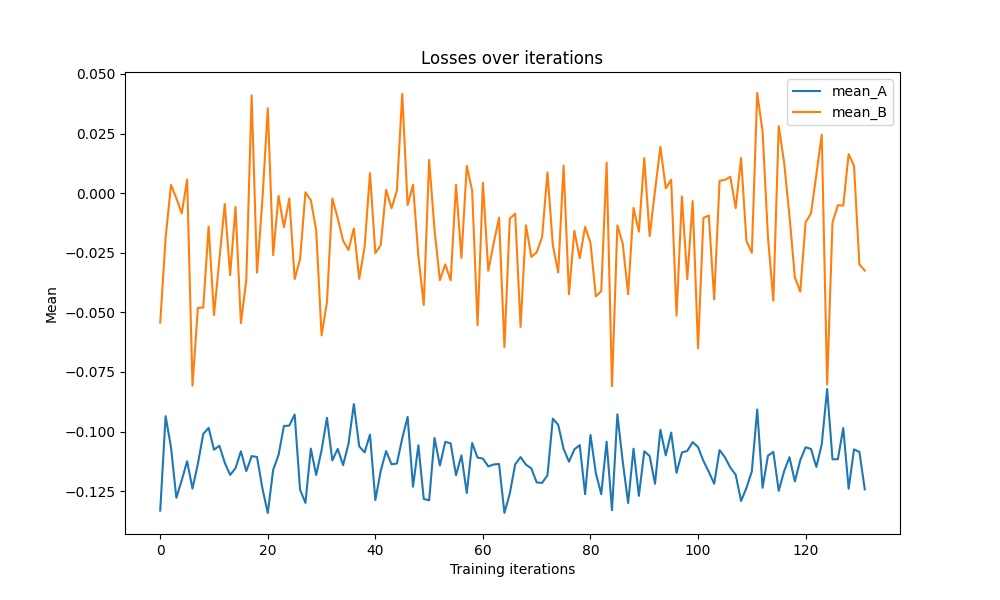 Losses over iterations
mean_A
mean_B
Mean
0.050
0.025
0.000
−0.025
−0.050
−0.075
−0.100
−0.125
0 20 40 60 80 100 120
Training iterations